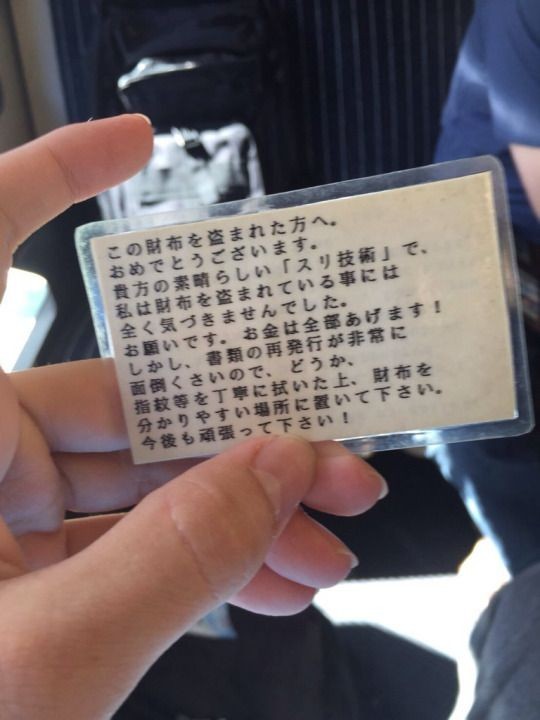 この財布を盗まれた方へ。
おめでとうございます。
貴方の素晴らしい「スリ技術」で、
私は財布を盗まれている事には
全く気づきませんでした。
お願いです。お金は全部あげます！
しかし、書類の再発行が非常に
面倒くさいので、どうか、
指紋等を丁寧に拭いた上、財布を
分かりやすい場所に置いて下さい。
今後も頑張って下さい！